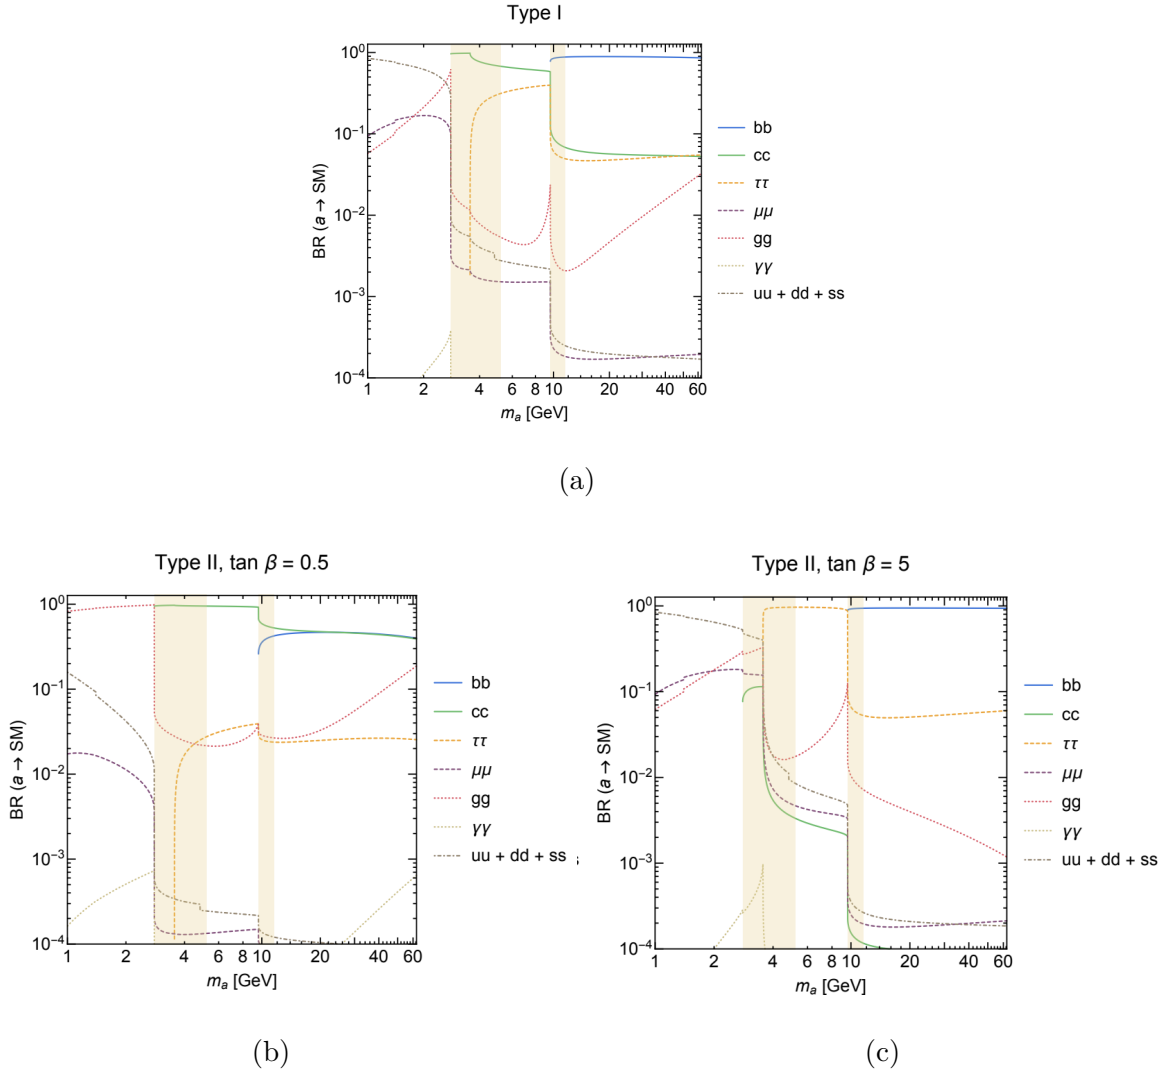 Type I
BR (a → SM)
10⁰
10⁻¹
10⁻²
10⁻³
10⁻⁴
1 2 4 6 8 10 20 40 60
mₐ [GeV]
bb
cc
ττ
μμ
gg
γγ
uu + dd + ss
(a)
Type II, tan β = 0.5
BR (a → SM)
10⁰
10⁻¹
10⁻²
10⁻³
10⁻⁴
1 2 4 6 8 10 20 40 60
mₐ [GeV]
bb
cc
ττ
μμ
gg
γγ
uu + dd + ss
(b)
Type II, tan β = 5
BR (a → SM)
10⁰
10⁻¹
10⁻²
10⁻³
10⁻⁴
1 2 4 6 8 10 20 40 60
mₐ [GeV]
bb
cc
ττ
μμ
gg
γγ
uu + dd + ss
(c)